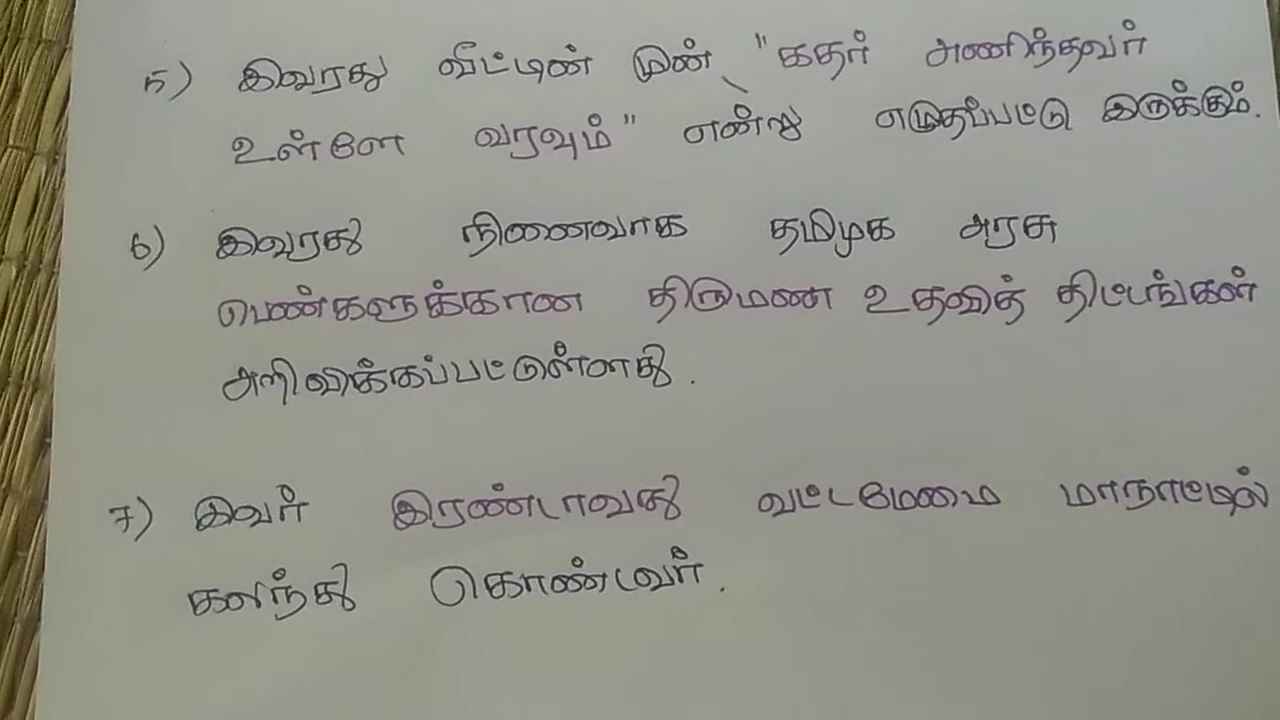 5) இவரது வீட்டின் முன் "கதர் அணிந்தவர்
உள்ளே வரவும்" என்று எழுதப்பட்டு இருக்கும்.
6) இவரது நினைவாக தமிழக அரசு
பெண்களுக்கான திருமண உதவித் திட்டங்கள்
அறிவிக்கப்பட்டுள்ளது.
7) இவர் இரண்டாவது வட்டமேமை மாநாட்டில்
கலந்து கொண்டவர்.